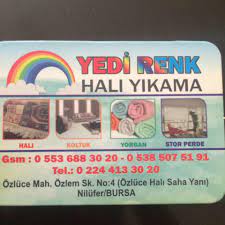 YEDİ RENK
HALI YIKAMA
HALI KOLTUK YORGAN STOR PERDE
Gsm : 0 553 688 30 20 - 0 538 507 51 91
Tel.: 0 224 413 30 20
Özlüce Mah. Özlem Sk. No:4 (Özlüce Halı Saha Yanı)
Nilüfer/BURSA